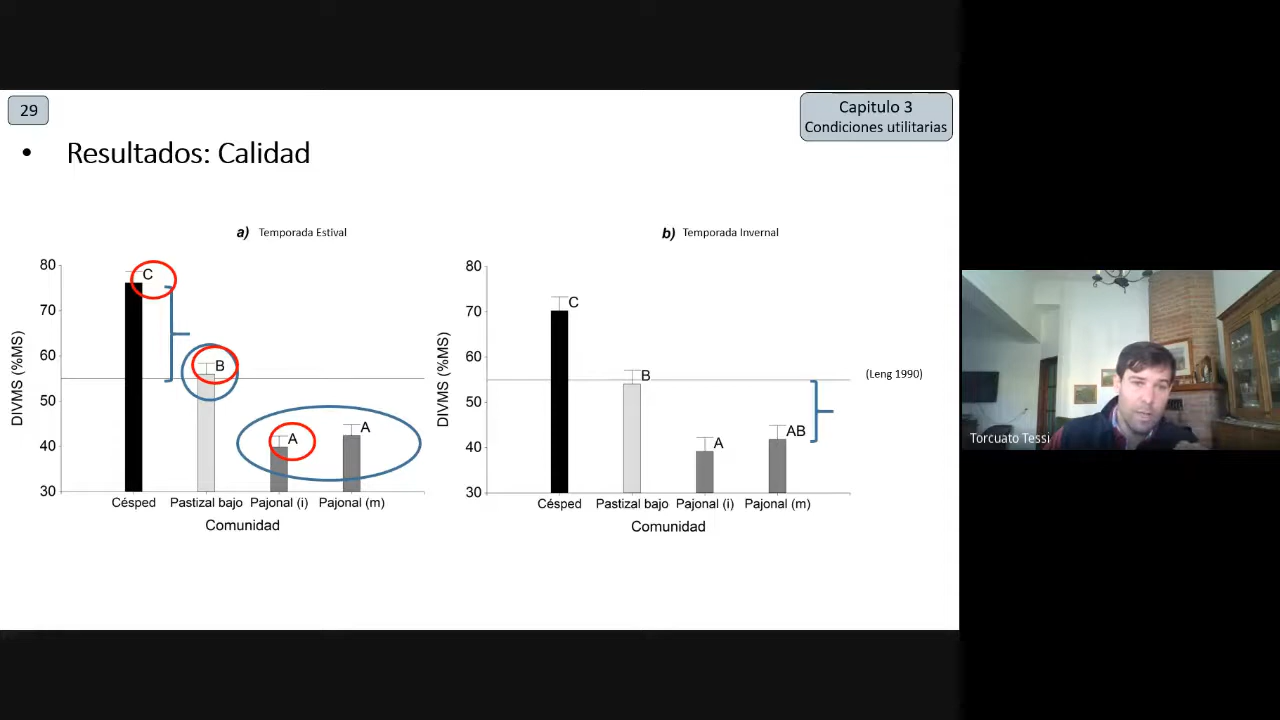 29
Capitulo 3
Condiciones utilitarias
• Resultados: Calidad
a) Temporada Estival
80
70
60
50
40
30
DIVMS (%MS)
C
B
A
A
Césped Pastizal bajo Pajonal (i) Pajonal (m)
Comunidad
b) Temporada Invernal
80
70
60
50
40
30
DIVMS (%MS)
C
B
A
AB
(Leng 1990)
Césped Pastizal bajo Pajonal (i) Pajonal (m)
Comunidad
Torcuato Tessi